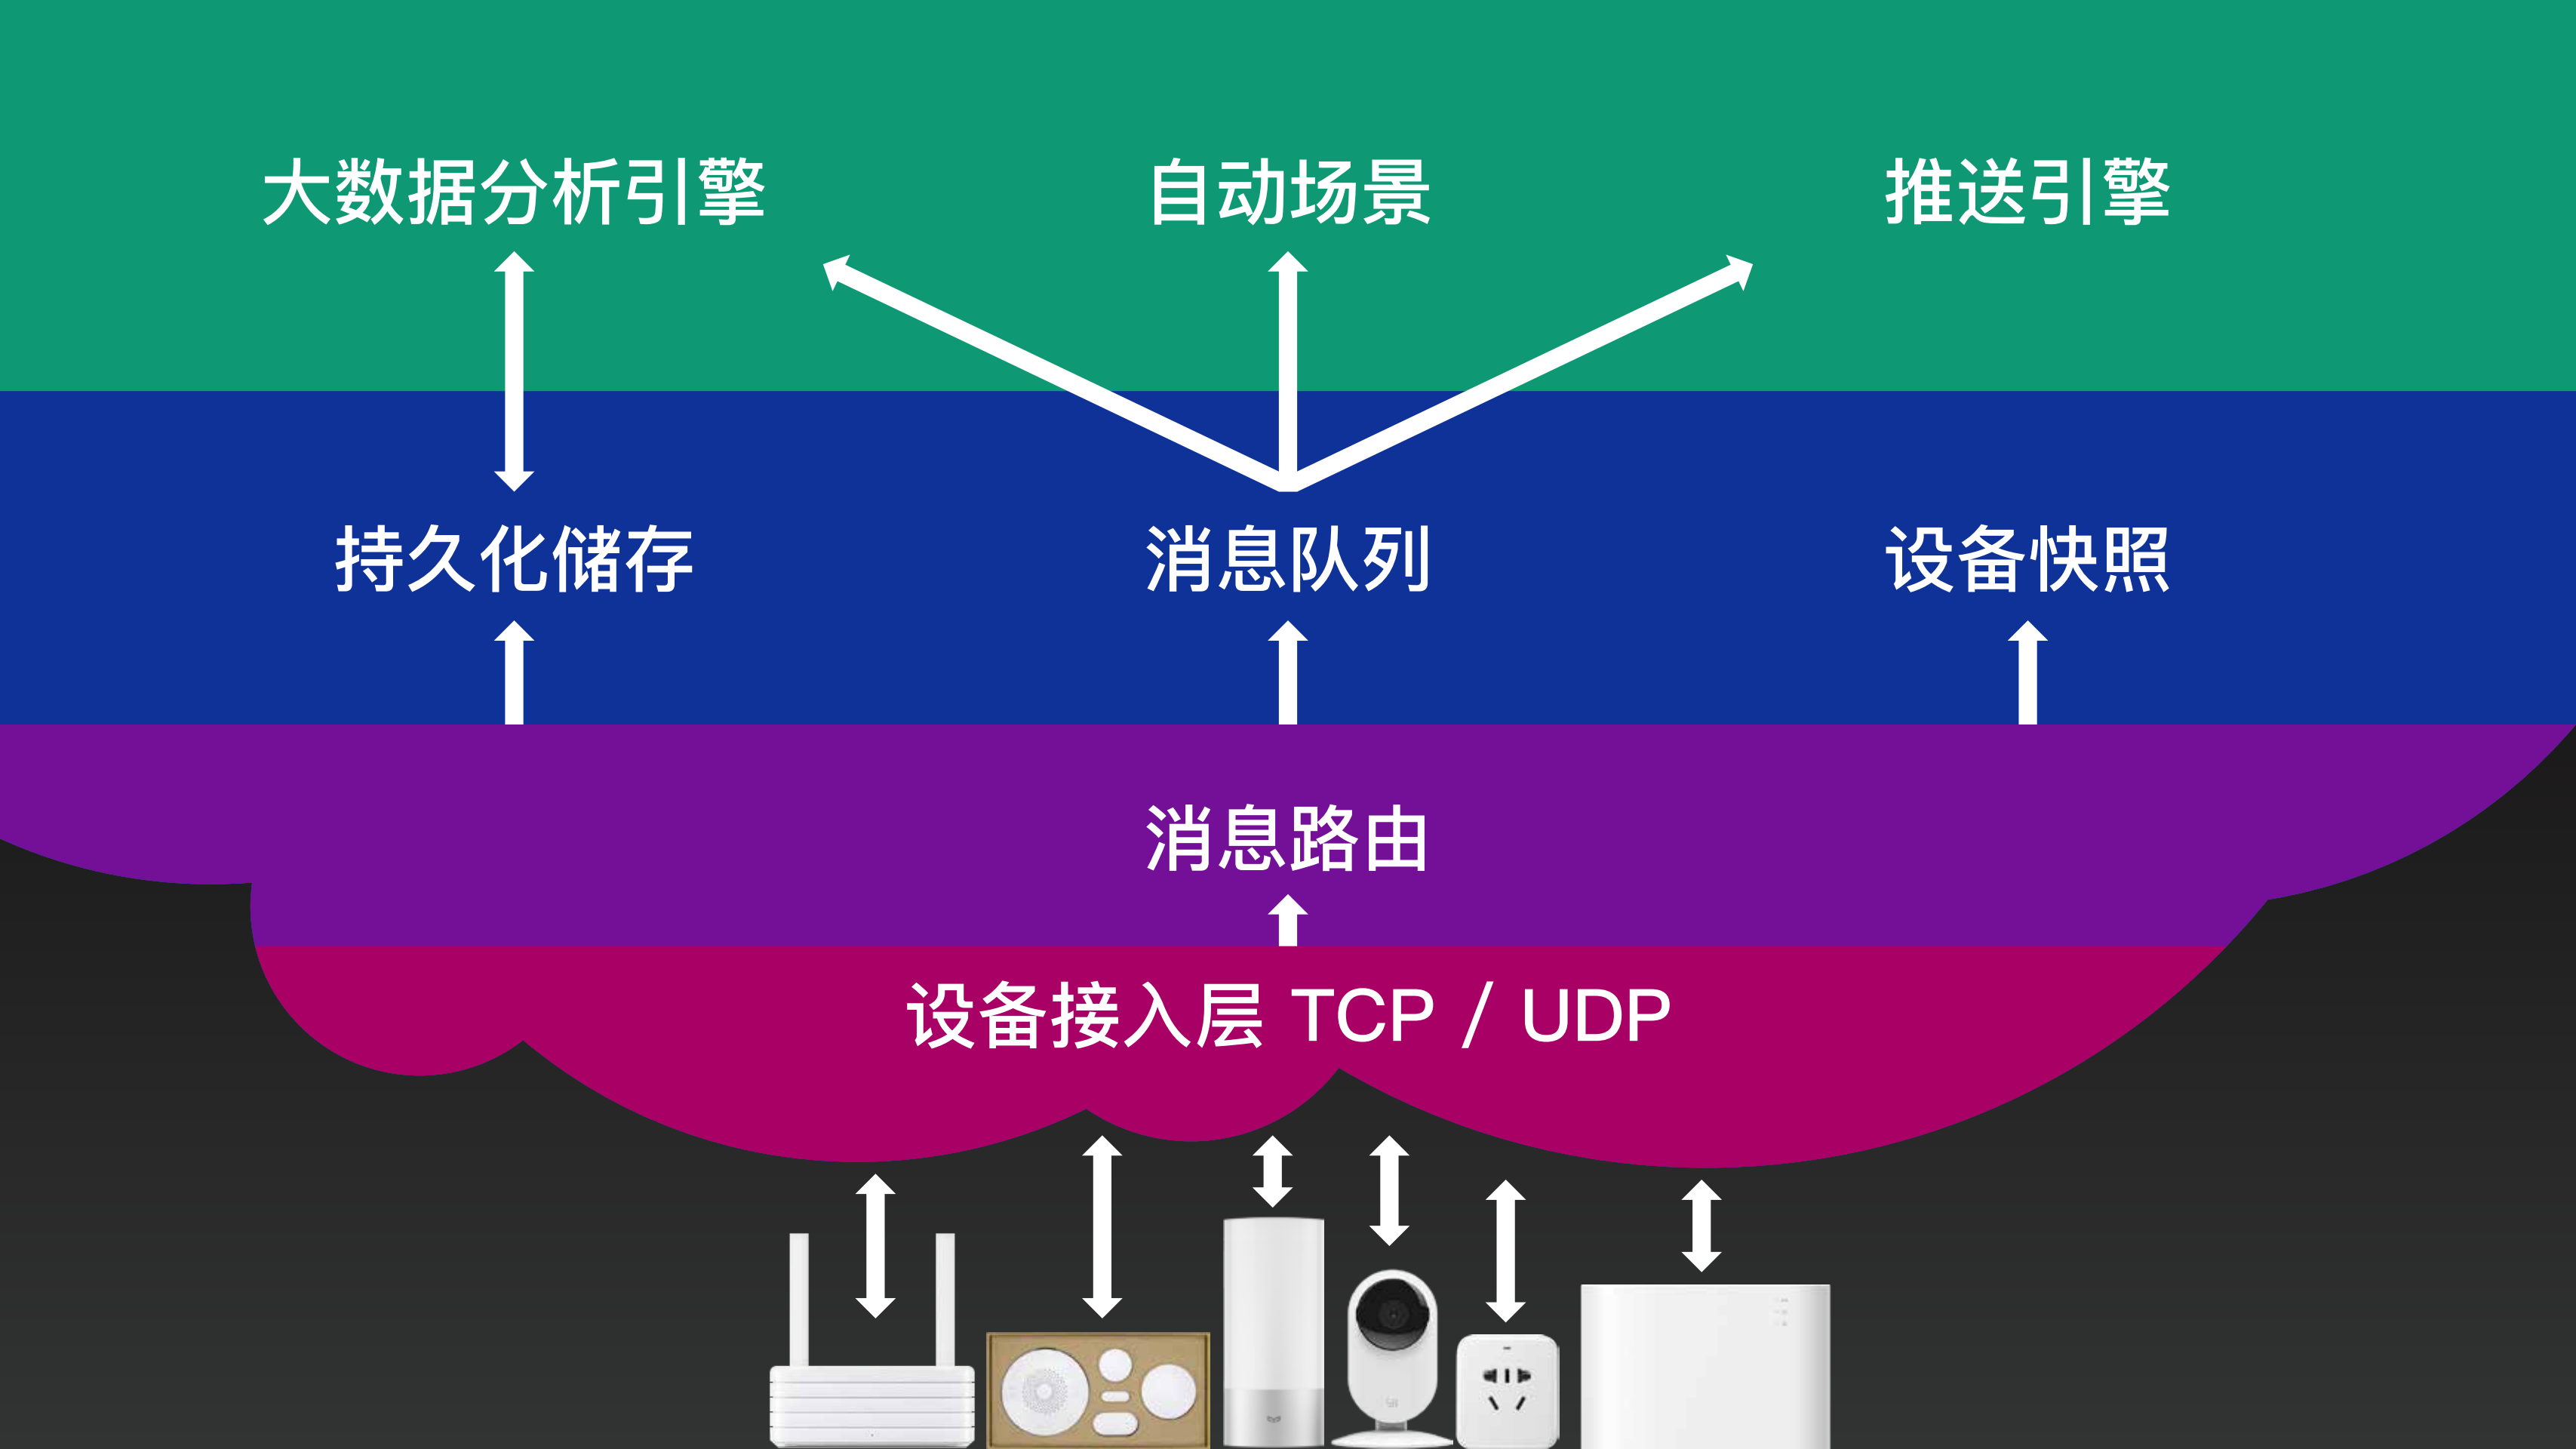 大数据分析引擎
自动场景
推送引擎
持久化储存
消息队列
设备快照
消息路由
设备接入层 TCP / UDP